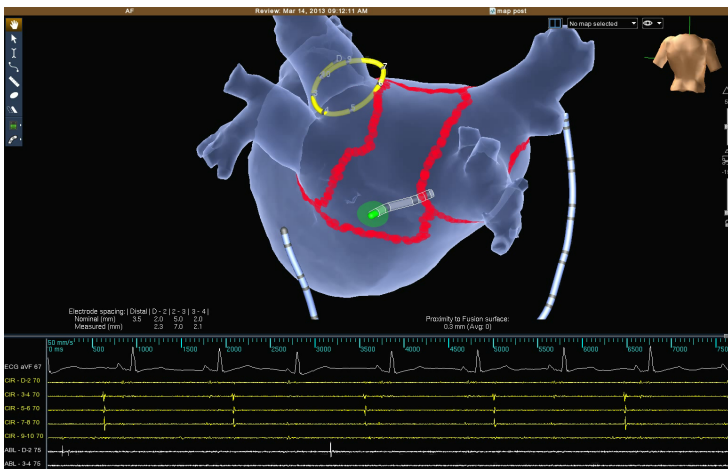 AF
Review: Mar 14, 2013 09:12:11 AM
map post
No map selected
Electrode spacing: | Distal | D - 2 | 2 - 3 | 3 - 4 |
Nominal (mm) 3.5 2.0 5.0 2.0
Measured (mm) 2.3 7.0 2.1
Proximity to Fusion surface:
0.3 mm (Avg: 0)
50 mm/s
0 ms 500 1000 1500 2000 2500 3000 3500 4000 4500 5000 5500 6000 6500 7000
ECG aVF 67
CIR - D-2 70
CIR - 3-4 70
CIR - 5-6 70
CIR - 7-8 70
CIR - 9-10 70
ABL - D-2 75
ABL - 3-4 75